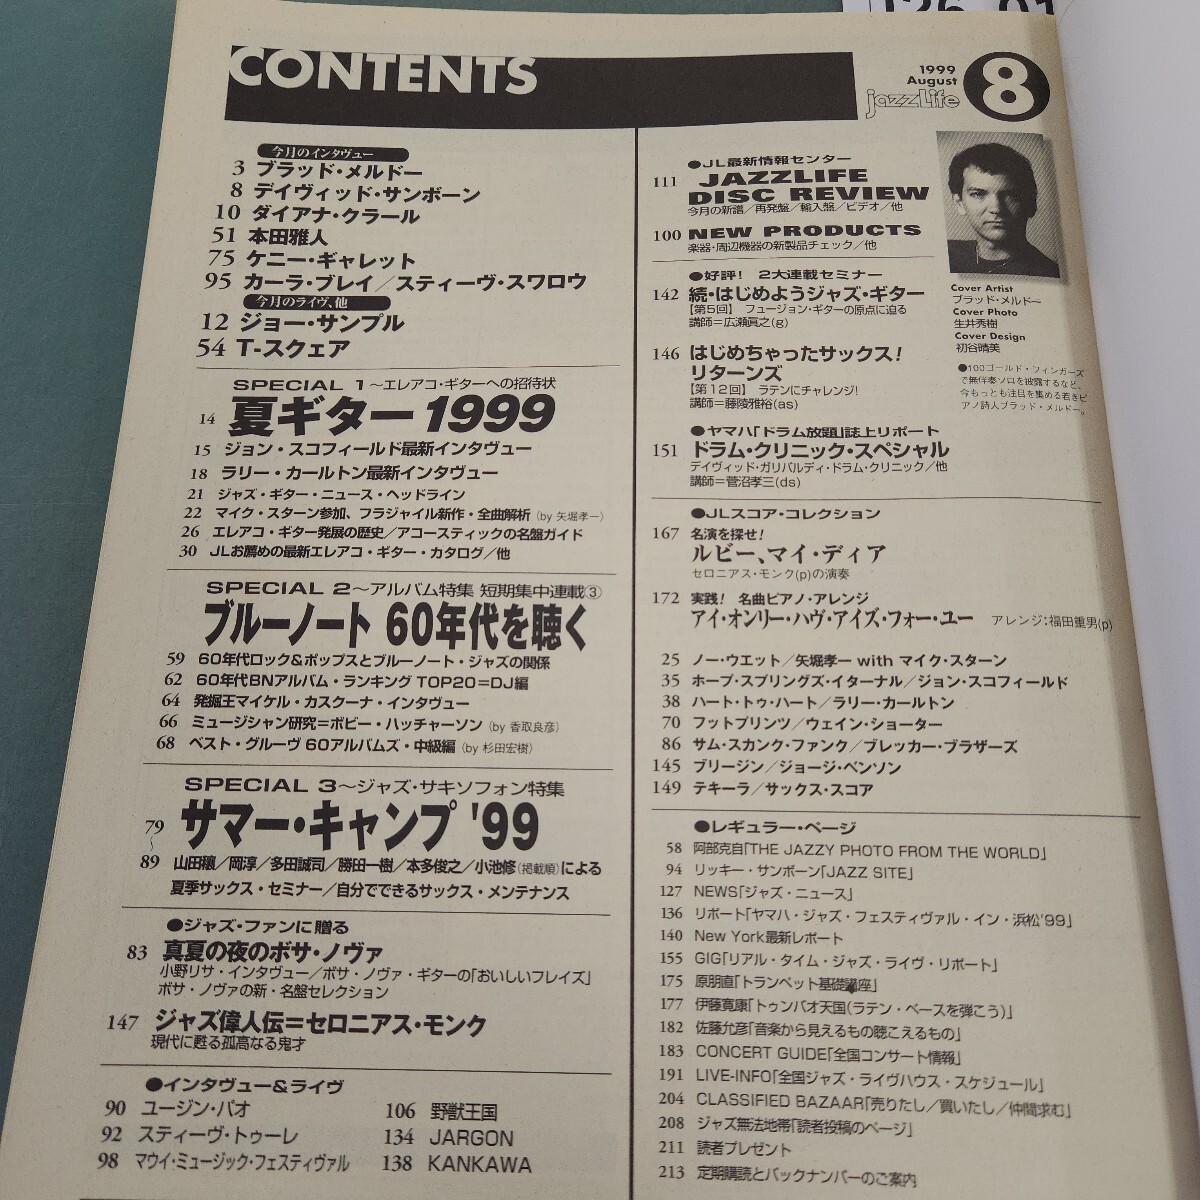 CONTENTS
1999
August
jazzLife
8
今月のインタヴュー
3 ブラッド・メルドー
8 デイヴィッド・サンボーン
10 ダイアナ・クラール
51 本田雅人
75 ケニー・ギャレット
95 カーラ・ブレイ／スティーヴ・スワロウ
今月のライヴ、他
12 ジョー・サンプル
54 T-スクェア
SPECIAL 1～エレアコ・ギターへの招待状
14 夏ギター1999
15 ジョン・スコフィールド最新インタヴュー
18 ラリー・カールトン最新インタヴュー
21 ジャズ・ギター・ニュース・ヘッドライン
22 マイク・スターン参加、フラジャイル新作・全曲解析 (by 矢堀孝一)
26 エレアコ・ギター発展の歴史／アコースティックの名盤ガイド
30 JLお薦めの最新エレアコ・ギター・カタログ／他
SPECIAL 2～アルバム特集 短期集中連載③
ブルーノート 60年代を聴く
59 60年代ロック&ポップスとブルーノート・ジャズの関係
62 60年代BNアルバム・ランキング TOP20=DJ編
64 発掘王マイケル・カスクーナ・インタヴュー
66 ミュージシャン研究=ボビー・ハッチャーソン (by 香取良彦)
68 ベスト・グルーヴ 60アルバムズ・中級編 (by 杉田宏樹)
SPECIAL 3～ジャズ・サキソフォン特集
79～89 サマー・キャンプ '99
山田穣／岡淳／多田誠司／勝田一樹／本多俊之／小池修(掲載順)による
夏季サックス・セミナー／自分でできるサックス・メンテナンス
●ジャズ・ファンに贈る
83 真夏の夜のボサ・ノヴァ
小野リサ・インタヴュー／ボサ・ノヴァ・ギターの「おいしいフレイズ」
ボサ・ノヴァの新・名盤セレクション
147 ジャズ偉人伝=セロニアス・モンク
現代に甦る孤高なる鬼才
●インタヴュー&ライヴ
90 ユージン・パオ
92 スティーヴ・トゥーレ
98 マウイ・ミュージック・フェスティヴァル
106 野獣王国
134 JARGON
138 KANKAWA
●JL最新情報センター
111 JAZZLIFE
DISC REVIEW
今月の新譜／再発盤／輸入盤／ビデオ／他
100 NEW PRODUCTS
楽器・周辺機器の新製品チェック／他
●好評! 2大連載セミナー
142 続・はじめようジャズ・ギター
【第5回】 フュージョン・ギターの原点に迫る
講師=広瀬眞之(g)
146 はじめちゃったサックス!
リターンズ
【第12回】 ラテンにチャレンジ!
講師=藤陵雅裕(as)
●ヤマハ「ドラム放題」誌上リポート
151 ドラム・クリニック・スペシャル
デイヴィッド・ガリバルディ・ドラム・クリニック／他
講師=菅沼孝三(ds)
Cover Artist
ブラッド・メルドー
Cover Photo
生井秀樹
Cover Design
初谷晴美
●100ゴールド・フィンガーズ
で無伴奏ソロを披露するなど、
今もっとも注目を集める若きピ
アノ詩人ブラッド・メルドー。
●JLスコア・コレクション
167 名演を探せ!
ルビー、マイ・ディア
セロニアス・モンク(p)の演奏
172 実践! 名曲ピアノ・アレンジ
アイ・オンリー・ハヴ・アイズ・フォー・ユー アレンジ：福田重男(p)
25 ノー・ウエット／矢堀孝一 with マイク・スターン
35 ホープ・スプリングズ・イターナル／ジョン・スコフィールド
38 ハート・トゥ・ハート／ラリー・カールトン
70 フットプリンツ／ウェイン・ショーター
86 サム・スカンク・ファンク／ブレッカー・ブラザーズ
145 ブリージン／ジョージ・ベンソン
149 テキーラ／サックス・スコア
●レギュラー・ページ
58 阿部克自「THE JAZZY PHOTO FROM THE WORLD」
94 リッキー・サンボーン「JAZZ SITE」
127 NEWS「ジャズ・ニュース」
136 リポート「ヤマハ・ジャズ・フェスティヴァル・イン・浜松'99」
140 New York最新レポート
155 GIG「リアル・タイム・ジャズ・ライヴ・リポート」
175 原朋直「トランペット基礎講座」
177 伊藤寛康「トゥンバオ天国(ラテン・ベースを弾こう)」
182 佐藤允彦「音楽から見えるもの聴こえるもの」
183 CONCERT GUIDE「全国コンサート情報」
191 LIVE-INFO「全国ジャズ・ライヴハウス・スケジュール」
204 CLASSIFIED BAZAAR「売りたし／買いたし／仲間求む」
208 ジャズ無法地帯「読者投稿のページ」
211 読者プレゼント
213 定期購読とバックナンバーのご案内